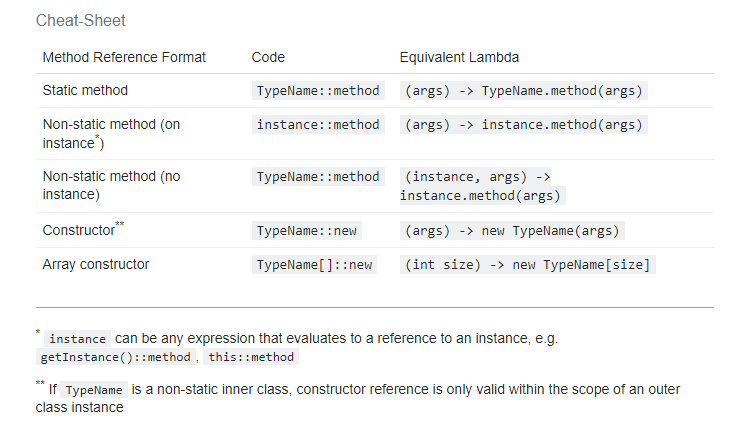 Cheat-Sheet
Method Reference Format Code Equivalent Lambda
Static method TypeName::method (args) -> TypeName.method(args)
Non-static method (on instance::method (args) -> instance.method(args)
instance*)
Non-static method (no TypeName::method (instance, args) ->
instance) instance.method(args)
Constructor** TypeName::new (args) -> new TypeName(args)
Array constructor TypeName[]::new (int size) -> new TypeName[size]
* instance can be any expression that evaluates to a reference to an instance, e.g.
getInstance()::method , this::method
** If TypeName is a non-static inner class, constructor reference is only valid within the scope of an outer
class instance